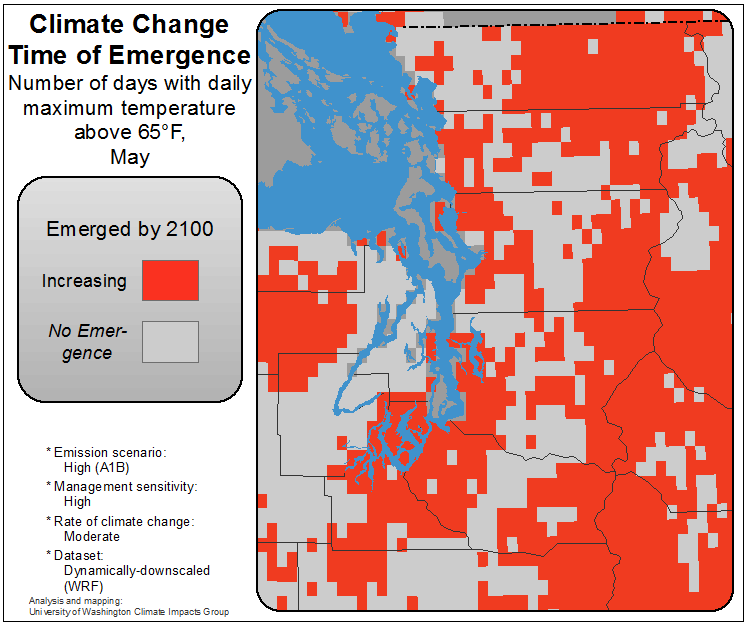 Climate Change
Time of Emergence
Number of days with daily
maximum temperature
above 65°F,
May
Emerged by 2100
Increasing
No Emer-
gence
* Emission scenario:
High (A1B)
* Management sensitivity:
High
* Rate of climate change:
Moderate
* Dataset:
Dynamically-downscaled
(WRF)
Analysis and mapping:
University of Washington Climate Impacts Group